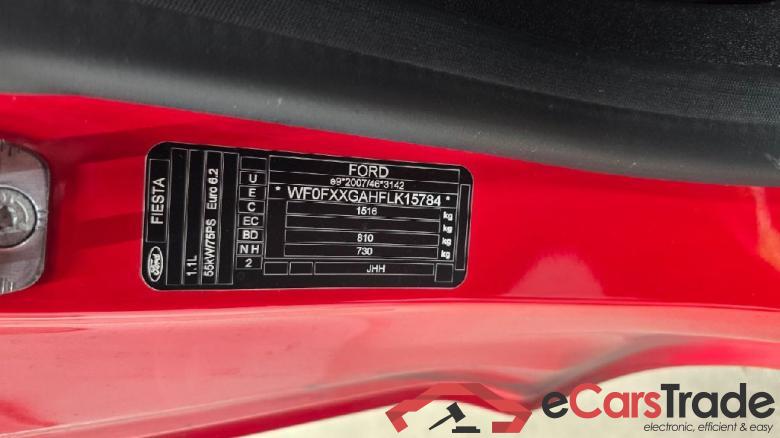 FORD
e9*2007/46*3142
* WF0FXXGAHFLK15784 *
1516 kg
kg
810 kg
730 kg
JHH
U
E
C
EC
BD
NH
2
FIESTA
Ford
1.1L
55kW/75PS Euro 6.2
eCarsTrade
electronic, efficient & easy